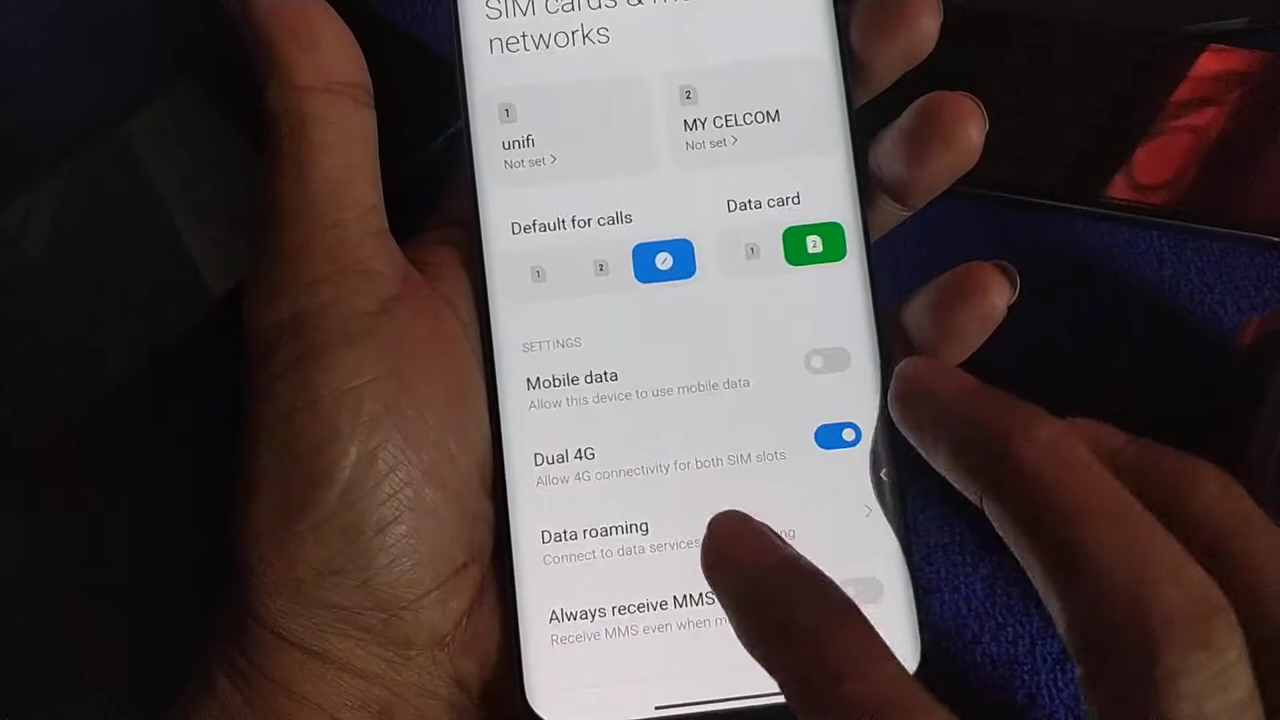 SIM cards &
networks
1
2
unifi
MY CELCOM
Not set >
Not set >
Default for calls
Data card
1
2
1
2
SETTINGS
Mobile data
Allow this device to use mobile data
Dual 4G
Allow 4G connectivity for both SIM slots
Data roaming
Connect to data services
Always receive MMS
Receive MMS even when